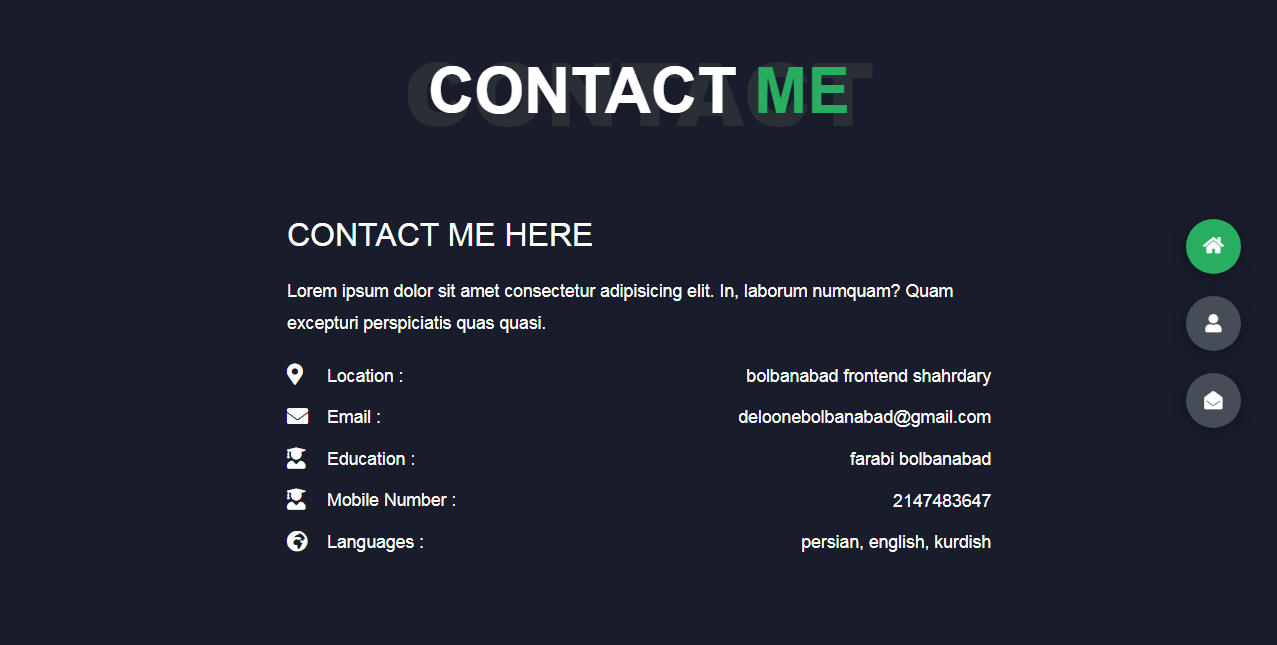 CONTACT
CONTACT ME
CONTACT ME HERE
Lorem ipsum dolor sit amet consectetur adipisicing elit. In, laborum numquam? Quam
excepturi perspiciatis quas quasi.
Location : bolbanabad frontend shahrdary
Email : deloonebolbanabad@gmail.com
Education : farabi bolbanabad
Mobile Number : 2147483647
Languages : persian, english, kurdish